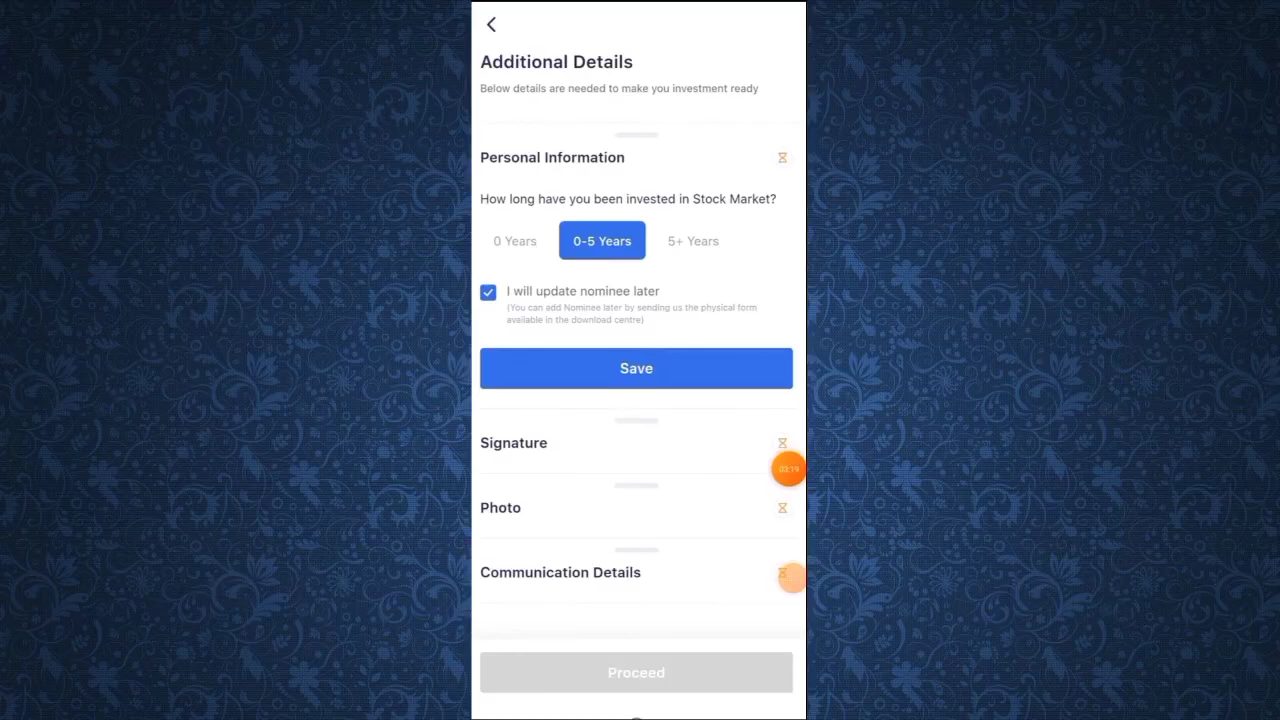 Additional Details
Below details are needed to make you investment ready
Personal Information
How long have you been invested in Stock Market?
0 Years 0-5 Years 5+ Years
I will update nominee later
(You can add Nominee later by sending us the physical form
available in the download centre)
Save
Signature
03:19
Photo
Communication Details
Proceed